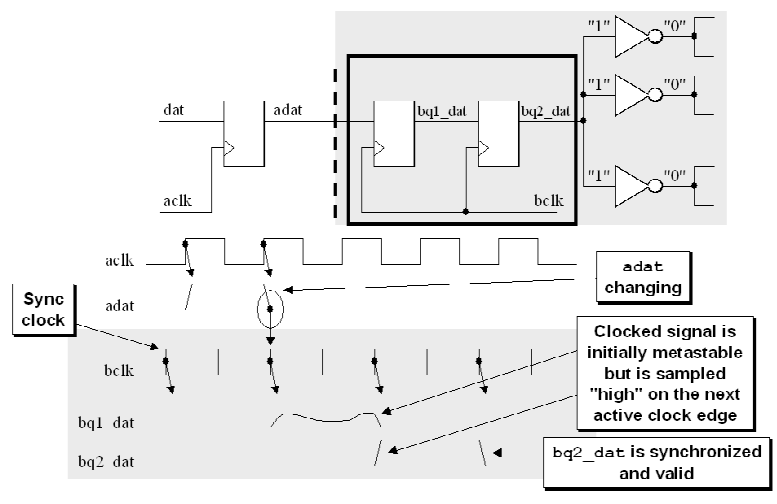 "1" "0"
dat adat bq1_dat bq2_dat "1" "0"
"1" "0"
aclk bclk
aclk
adat
changing
Sync
clock
adat
Clocked signal is
initially metastable
but is sampled
"high" on the next
active clock edge
bclk
bq1 dat
bq2 dat
bq2_dat is synchronized
and valid